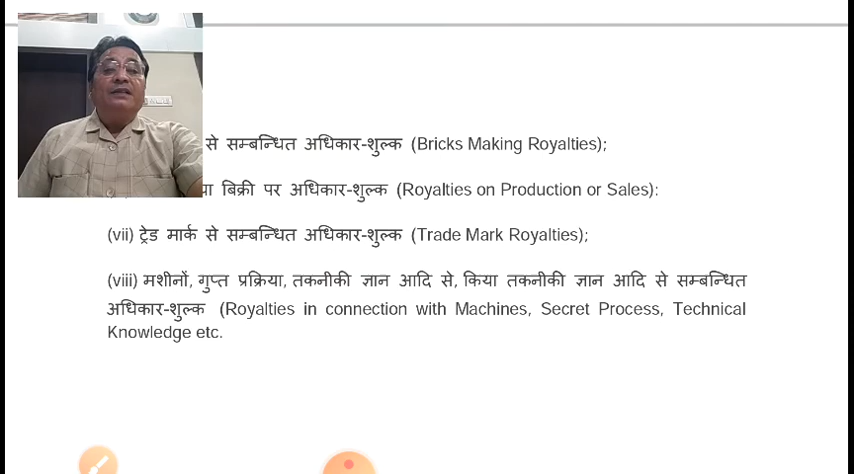 से सम्बन्धित अधिकार-शुल्क (Bricks Making Royalties);
बिक्री पर अधिकार-शुल्क (Royalties on Production or Sales):
(vii) ट्रेड मार्क से सम्बन्धित अधिकार-शुल्क (Trade Mark Royalties);
(viii) मशीनों, गुप्त प्रक्रिया, तकनीकी ज्ञान आदि से, किया तकनीकी ज्ञान आदि से सम्बन्धित
अधिकार-शुल्क (Royalties in connection with Machines, Secret Process, Technical
Knowledge etc.